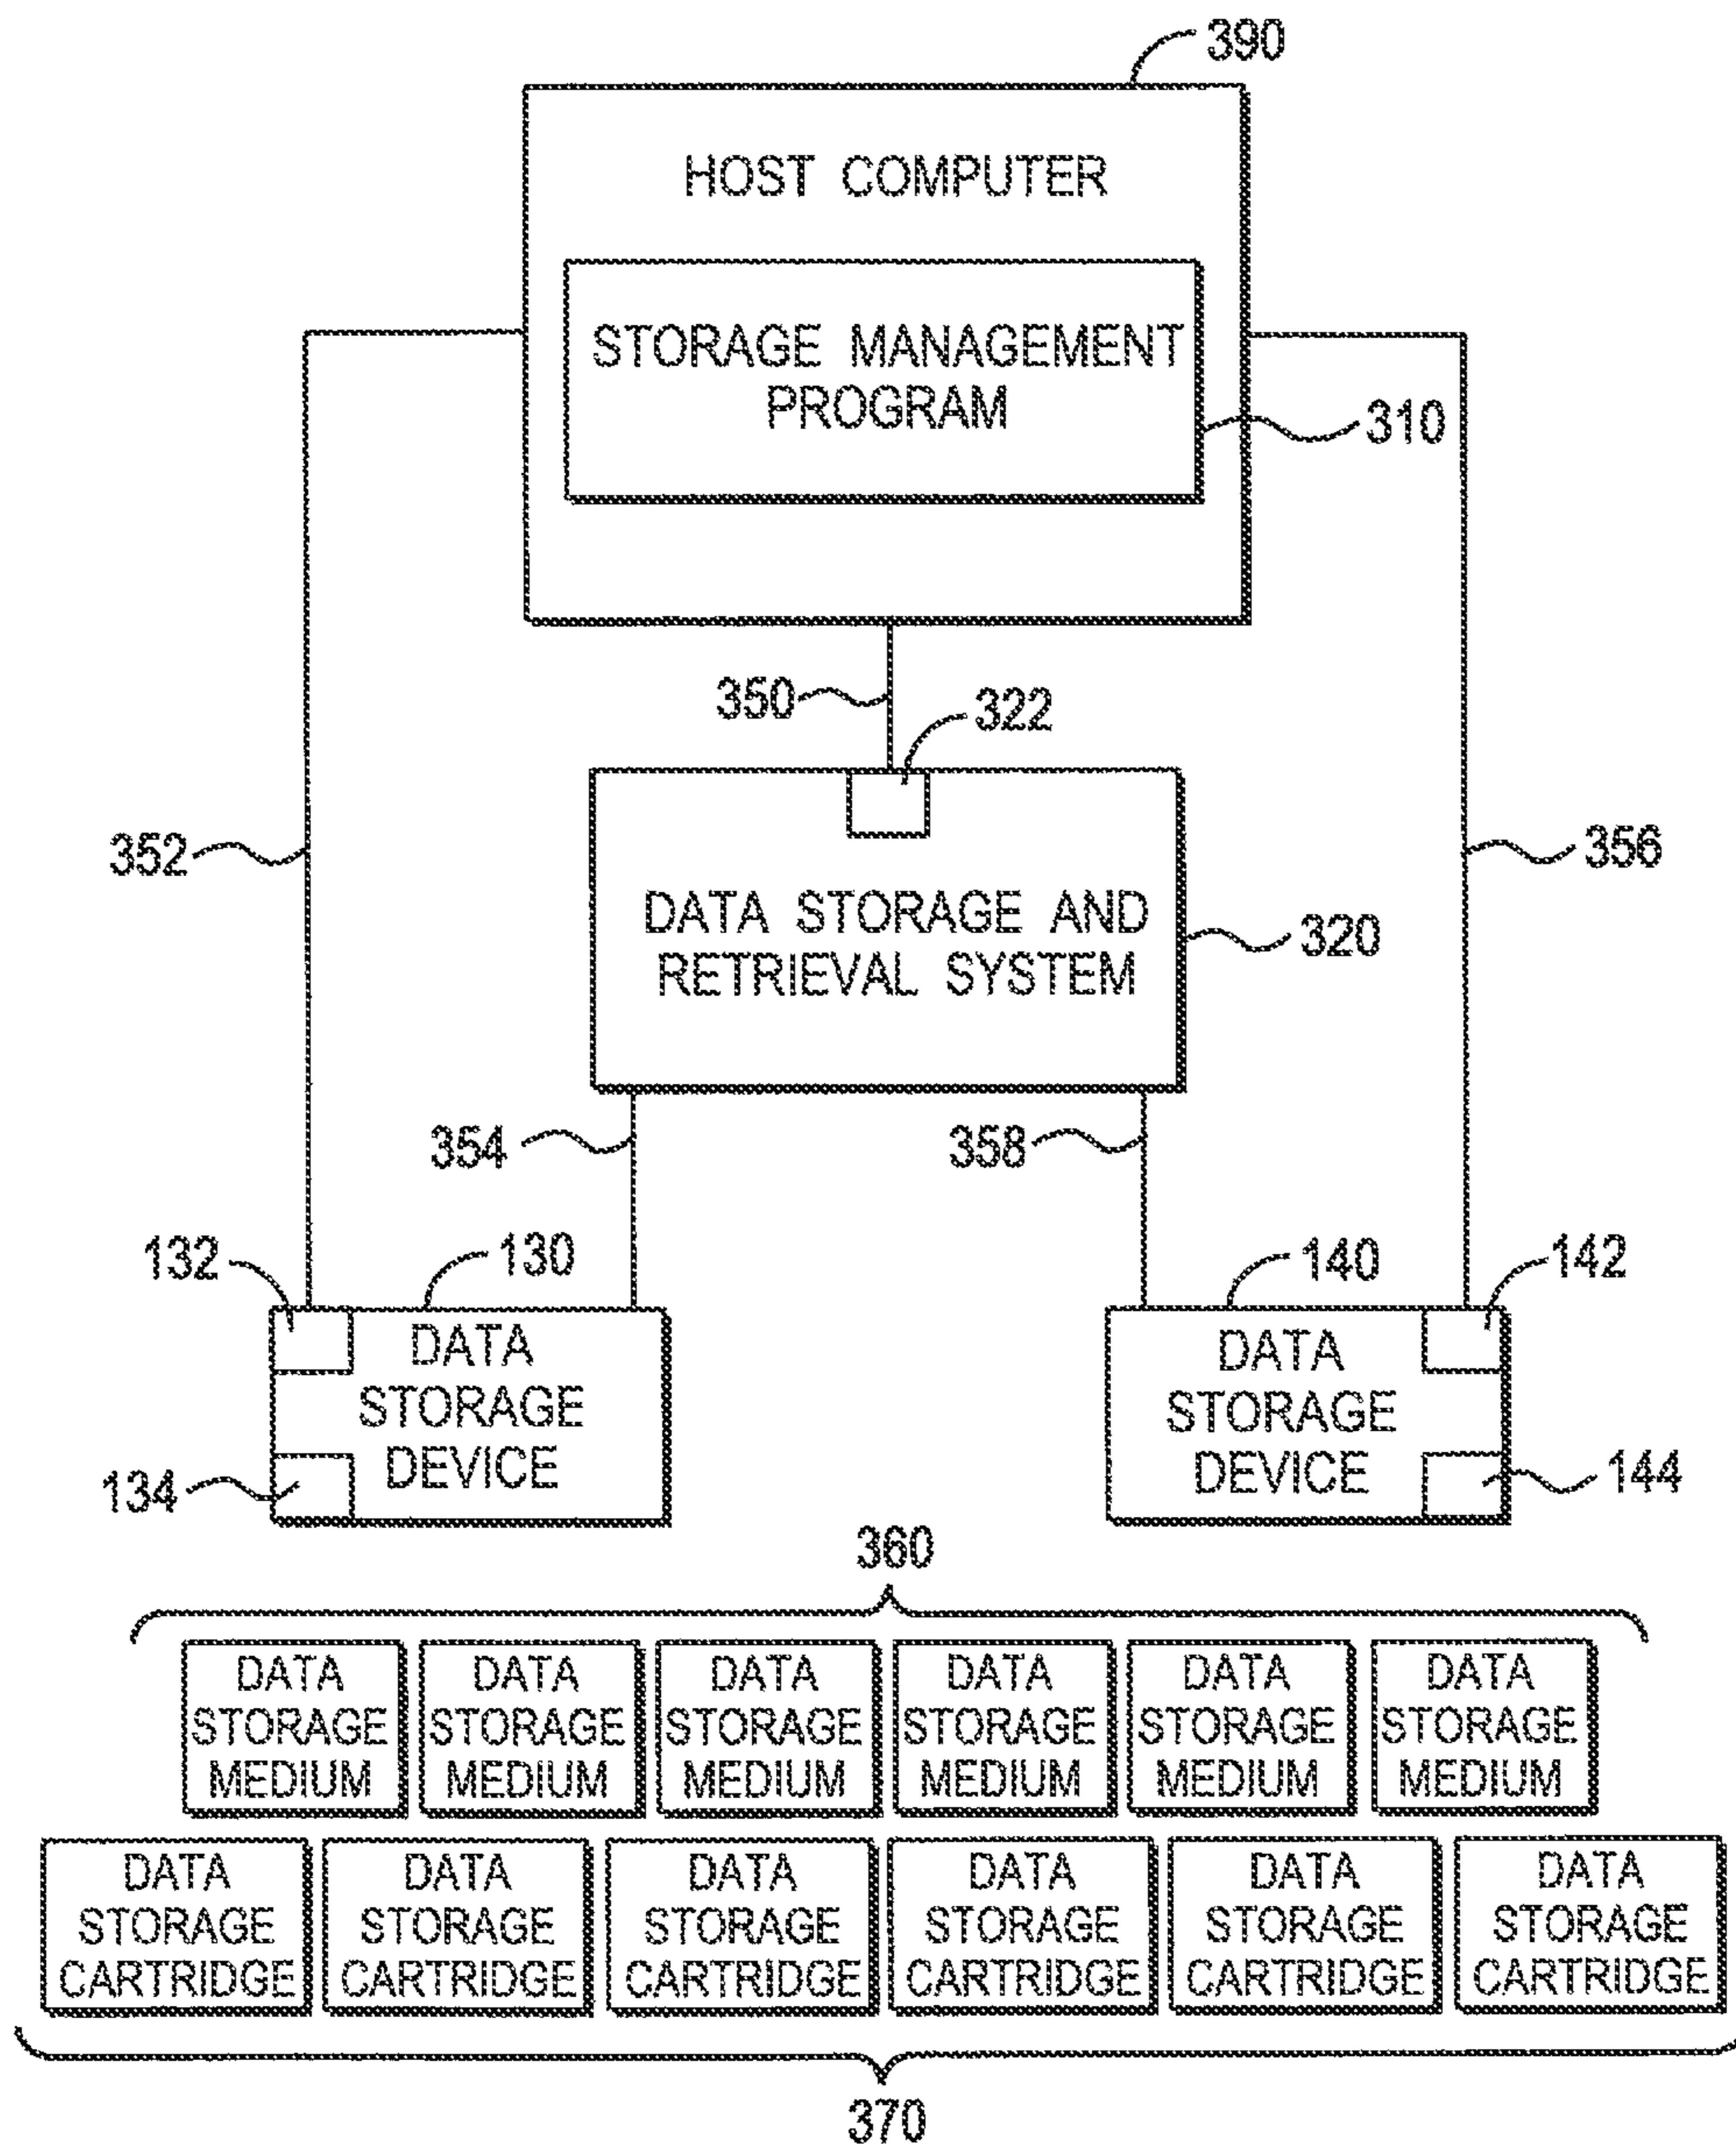 390
HOST COMPUTER
STORAGE MANAGEMENT
PROGRAM
310
350
322
352
356
DATA STORAGE AND
RETRIEVAL SYSTEM
320
354
358
132
130
140
142
DATA
STORAGE
DEVICE
134
DATA
STORAGE
DEVICE
144
360
DATA
STORAGE
MEDIUM
DATA
STORAGE
MEDIUM
DATA
STORAGE
MEDIUM
DATA
STORAGE
MEDIUM
DATA
STORAGE
MEDIUM
DATA
STORAGE
MEDIUM
DATA
STORAGE
CARTRIDGE
DATA
STORAGE
CARTRIDGE
DATA
STORAGE
CARTRIDGE
DATA
STORAGE
CARTRIDGE
DATA
STORAGE
CARTRIDGE
DATA
STORAGE
CARTRIDGE
370